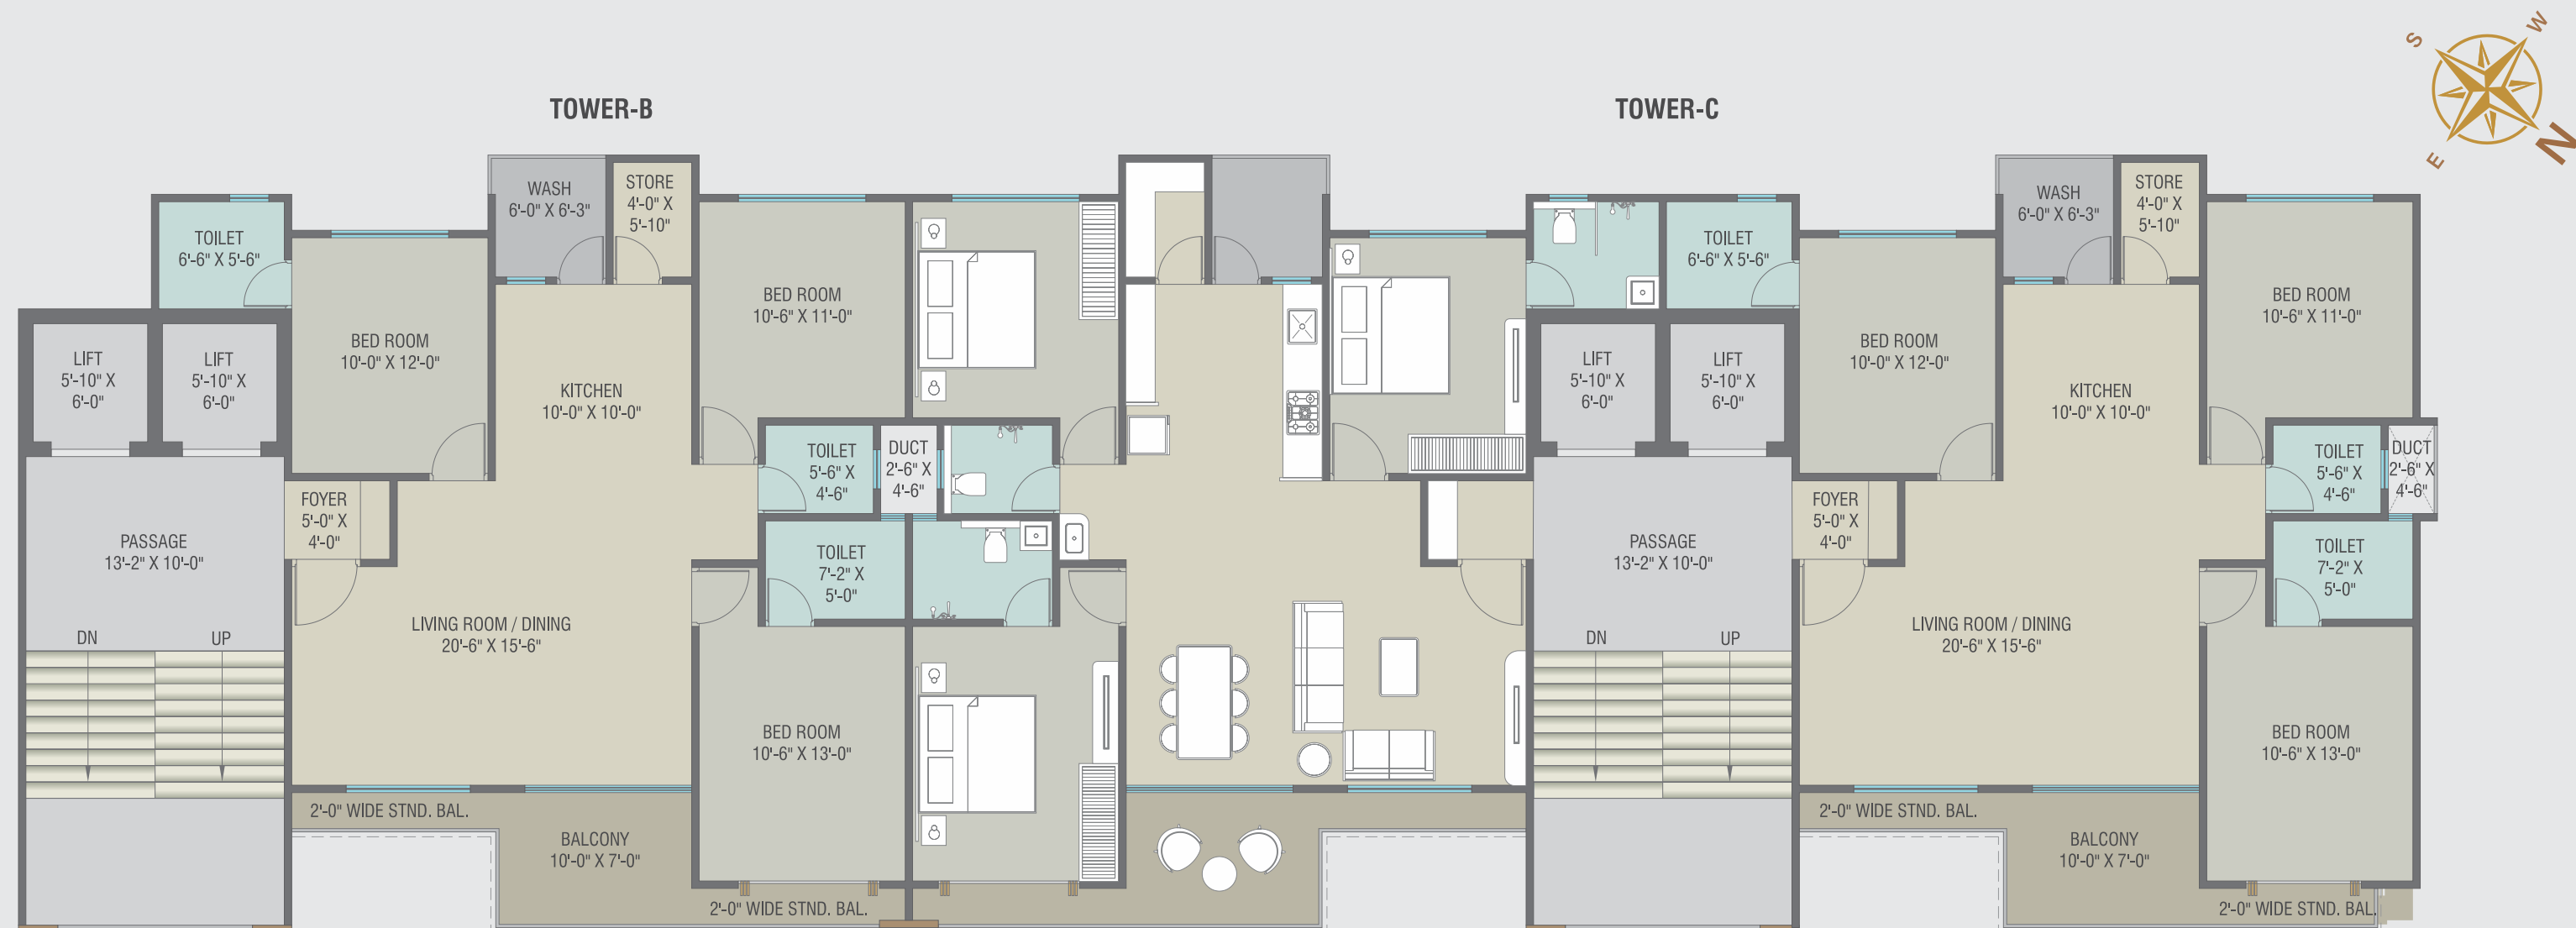 TOWER-B
TOWER-C
S
W
E
N
TOILET
6'-6" X 5'-6"
LIFT
5'-10" X
6'-0"
LIFT
5'-10" X
6'-0"
BED ROOM
10'-0" X 12'-0"
WASH
6'-0" X 6'-3"
STORE
4'-0" X
5'-10"
KITCHEN
10'-0" X 10'-0"
BED ROOM
10'-6" X 11'-0"
TOILET
5'-6" X
4'-6"
DUCT
2'-6" X
4'-6"
TOILET
7'-2" X
5'-0"
FOYER
5'-0" X
4'-0"
PASSAGE
13'-2" X 10'-0"
DN
UP
LIVING ROOM / DINING
20'-6" X 15'-6"
BED ROOM
10'-6" X 13'-0"
2'-0" WIDE STND. BAL.
BALCONY
10'-0" X 7'-0"
2'-0" WIDE STND. BAL.
TOILET
6'-6" X 5'-6"
LIFT
5'-10" X
6'-0"
LIFT
5'-10" X
6'-0"
BED ROOM
10'-0" X 12'-0"
WASH
6'-0" X 6'-3"
STORE
4'-0" X
5'-10"
KITCHEN
10'-0" X 10'-0"
BED ROOM
10'-6" X 11'-0"
TOILET
5'-6" X
4'-6"
DUCT
2'-6" X
4'-6"
TOILET
7'-2" X
5'-0"
FOYER
5'-0" X
4'-0"
PASSAGE
13'-2" X 10'-0"
DN
UP
LIVING ROOM / DINING
20'-6" X 15'-6"
BED ROOM
10'-6" X 13'-0"
2'-0" WIDE STND. BAL.
BALCONY
10'-0" X 7'-0"
2'-0" WIDE STND. BAL.